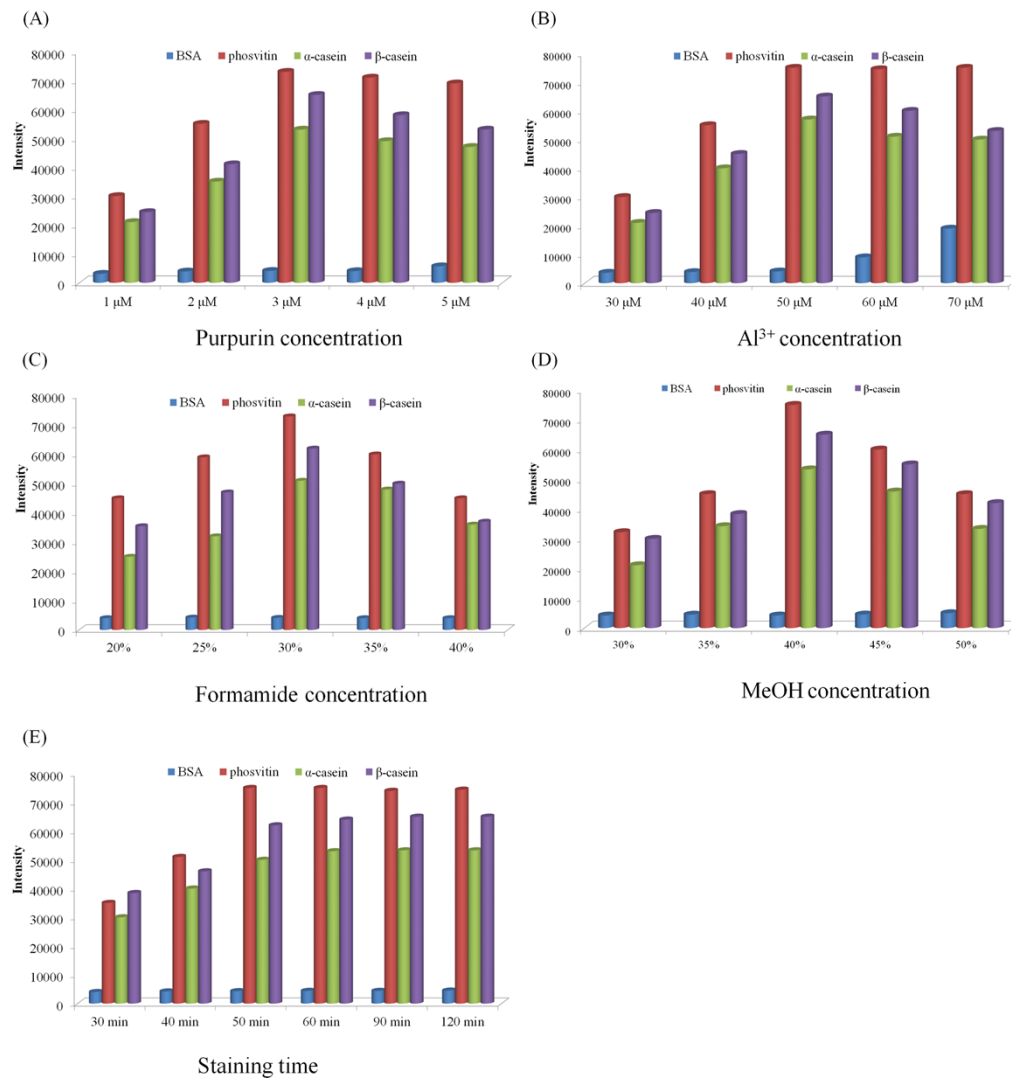 (A)
BSA phosvitin α-casein β-casein
80000
70000
60000
50000
40000
30000
20000
10000
0
Intensity
1 μM 2 μM 3 μM 4 μM 5 μM
Purpurin concentration
(B)
BSA phosvitin α-casein β-casein
80000
70000
60000
50000
40000
30000
20000
10000
0
Intensity
30 μM 40 μM 50 μM 60 μM 70 μM
Al³⁺ concentration
(C)
BSA phosvitin α-casein β-casein
80000
70000
60000
50000
40000
30000
20000
10000
0
Intensity
20% 25% 30% 35% 40%
Formamide concentration
(D)
BSA phosvitin α-casein β-casein
80000
70000
60000
50000
40000
30000
20000
10000
0
Intensity
30% 35% 40% 45% 50%
MeOH concentration
(E)
BSA phosvitin α-casein β-casein
80000
70000
60000
50000
40000
30000
20000
10000
0
Intensity
30 min 40 min 50 min 60 min 90 min 120 min
Staining time